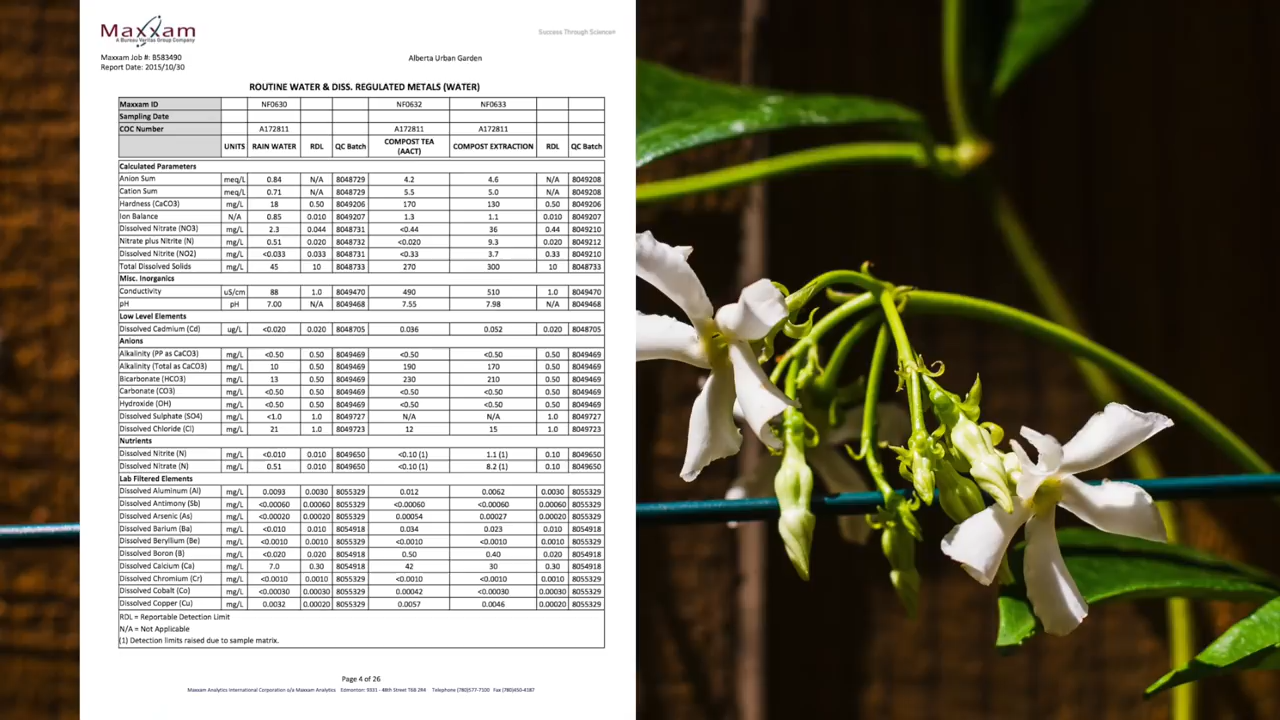 Maxxam
A Bureau Veritas Group Company
Success Through Science®
Maxxam Job #: B583490
Report Date: 2015/10/30
Alberta Urban Garden
ROUTINE WATER & DISS. REGULATED METALS (WATER)
Maxxam ID NF0630 NF0632 NF0633
Sampling Date
COC Number A172811 A172811 A172811
UNITS RAIN WATER RDL QC Batch COMPOST TEA (AACT) COMPOST EXTRACTION RDL QC Batch
Calculated Parameters
Anion Sum meq/L 0.84 N/A 8048729 4.2 4.6 N/A 8049208
Cation Sum meq/L 0.71 N/A 8048729 5.5 5.0 N/A 8049208
Hardness (CaCO3) mg/L 18 0.50 8049206 170 130 0.50 8049206
Ion Balance N/A 0.85 0.010 8049207 1.3 1.1 0.010 8049207
Dissolved Nitrate (NO3) mg/L 2.3 0.044 8048731 <0.44 36 0.44 8049210
Nitrate plus Nitrite (N) mg/L 0.51 0.020 8048732 <0.020 9.3 0.020 8049212
Dissolved Nitrite (NO2) mg/L <0.033 0.033 8048731 <0.33 3.7 0.33 8049210
Total Dissolved Solids mg/L 45 10 8048733 270 300 10 8048733
Misc. Inorganics
Conductivity uS/cm 88 1.0 8049470 490 510 1.0 8049470
pH pH 7.00 N/A 8049468 7.55 7.98 N/A 8049468
Low Level Elements
Dissolved Cadmium (Cd) ug/L <0.020 0.020 8048705 0.036 0.052 0.020 8048705
Anions
Alkalinity (PP as CaCO3) mg/L <0.50 0.50 8049469 <0.50 <0.50 0.50 8049469
Alkalinity (Total as CaCO3) mg/L 10 0.50 8049469 190 170 0.50 8049469
Bicarbonate (HCO3) mg/L 13 0.50 8049469 230 210 0.50 8049469
Carbonate (CO3) mg/L <0.50 0.50 8049469 <0.50 <0.50 0.50 8049469
Hydroxide (OH) mg/L <0.50 0.50 8049469 <0.50 <0.50 0.50 8049469
Dissolved Sulphate (SO4) mg/L <1.0 1.0 8049727 N/A N/A 1.0 8049727
Dissolved Chloride (Cl) mg/L 21 1.0 8049723 12 15 1.0 8049723
Nutrients
Dissolved Nitrite (N) mg/L <0.010 0.010 8049650 <0.10 (1) 1.1 (1) 0.10 8049650
Dissolved Nitrate (N) mg/L 0.51 0.010 8049650 <0.10 (1) 8.2 (1) 0.10 8049650
Lab Filtered Elements
Dissolved Aluminum (Al) mg/L 0.0093 0.0030 8055329 0.012 0.0062 0.0030 8055329
Dissolved Antimony (Sb) mg/L <0.00060 0.00060 8055329 <0.00060 <0.00060 0.00060 8055329
Dissolved Arsenic (As) mg/L <0.00020 0.00020 8055329 0.00054 0.00027 0.00020 8055329
Dissolved Barium (Ba) mg/L <0.010 0.010 8054918 0.034 0.023 0.010 8054918
Dissolved Beryllium (Be) mg/L <0.0010 0.0010 8055329 <0.0010 <0.0010 0.0010 8055329
Dissolved Boron (B) mg/L <0.020 0.020 8054918 0.50 0.40 0.020 8054918
Dissolved Calcium (Ca) mg/L 7.0 0.30 8054918 42 30 0.30 8054918
Dissolved Chromium (Cr) mg/L <0.0010 0.0010 8055329 <0.0010 <0.0010 0.0010 8055329
Dissolved Cobalt (Co) mg/L <0.00030 0.00030 8055329 0.00042 <0.00030 0.00030 8055329
Dissolved Copper (Cu) mg/L 0.0032 0.00020 8055329 0.0057 0.0046 0.00020 8055329
RDL = Reportable Detection Limit
N/A = Not Applicable
(1) Detection limits raised due to sample matrix.
Page 4 of 26
Maxxam Analytics International Corporation o/a Maxxam Analytics Edmonton: 9331 - 48th Street T6B 2R4 Telephone (780)577-7100 Fax (780)450-4187